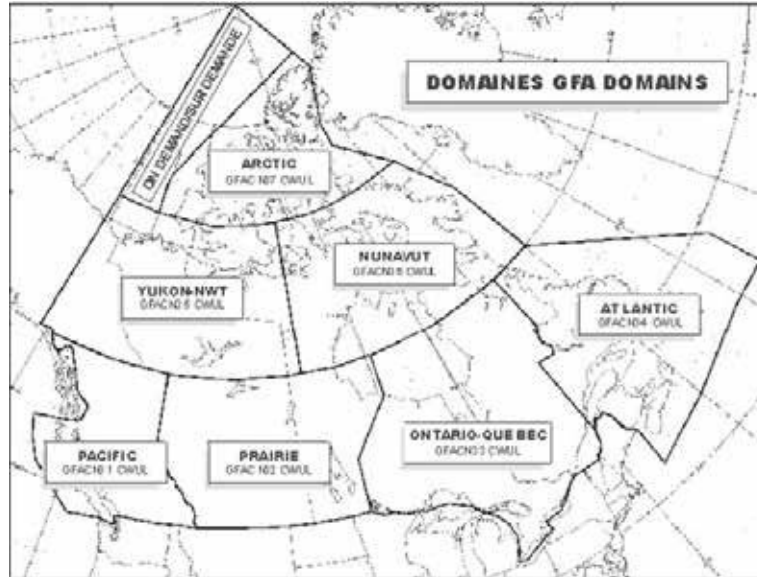 DOMAINES GFA DOMAINS
ON DEMAND/SUR DEMANDE
ARCTIC
GFACN37 CWUL
NUNAVUT
GFACN36 CWUL
YUKON-NWT
GFACN35 CWUL
ATLANTIC
GFACN34 CWUL
ONTARIO-QUEBEC
GFACN33 CWUL
PACIFIC
GFACN31 CWUL
PRAIRIE
GFACN32 CWUL